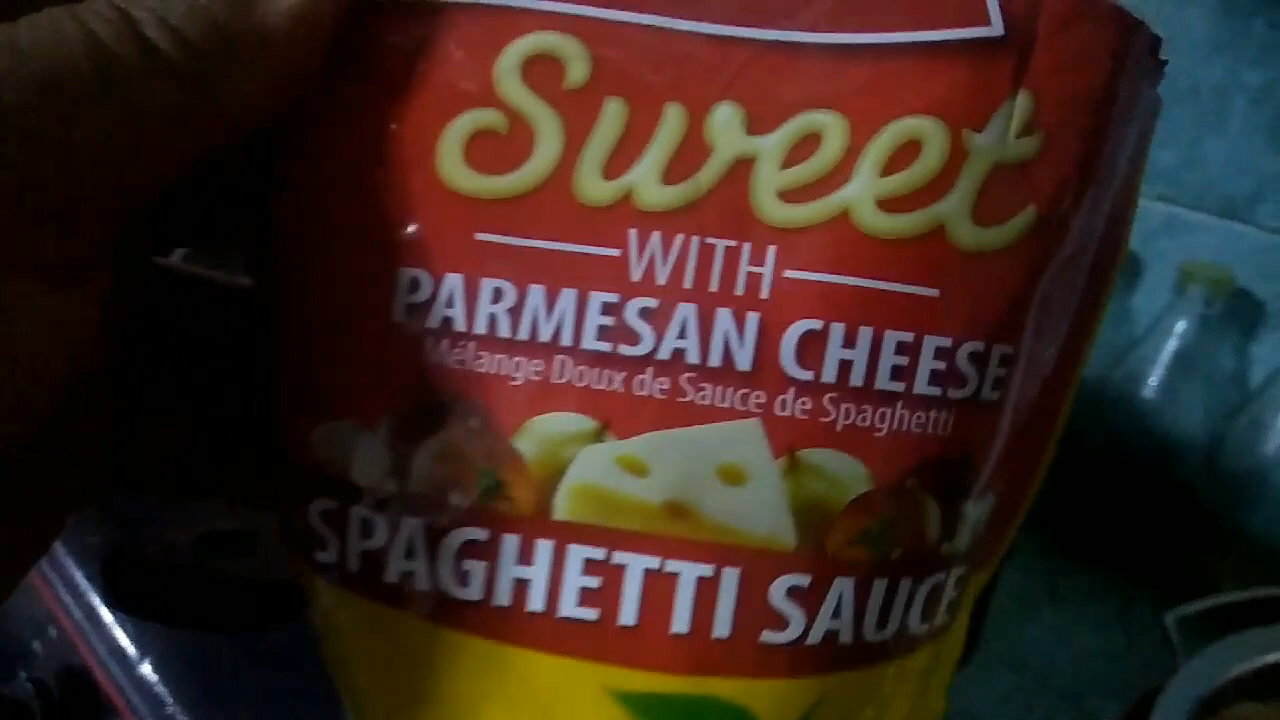 Sweet
WITH
PARMESAN CHEESE
Mélange Doux de Sauce de Spaghetti
SPAGHETTI SAUCE